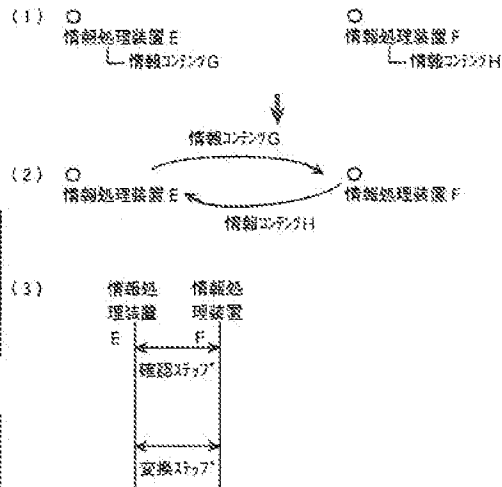 (1)
情報処理装置E 情報処理装置F
情報コンテンツG 情報コンテンツH
情報コンテンツG
(2)
情報処理装置E 情報処理装置F
情報コンテンツH
(3) 情報処 情報処
理装置 理装置
E F
確認ステップ
変換ステップ